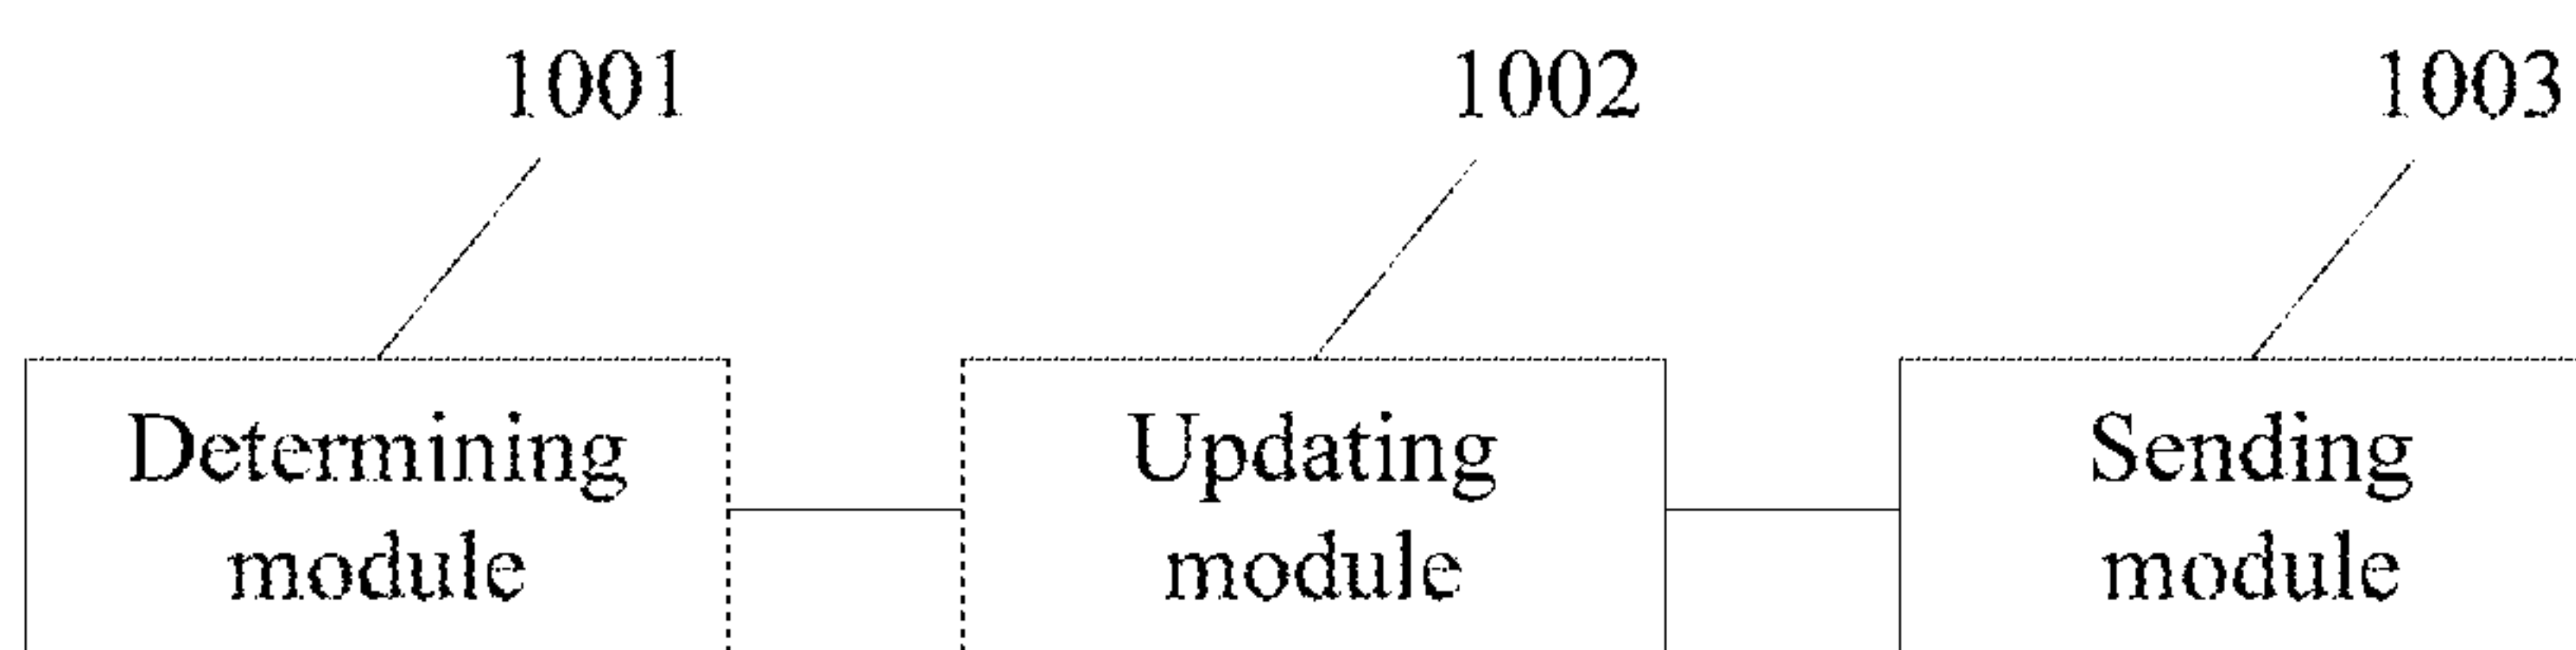 1001
1002
1003
Determining
module
Updating
module
Sending
module